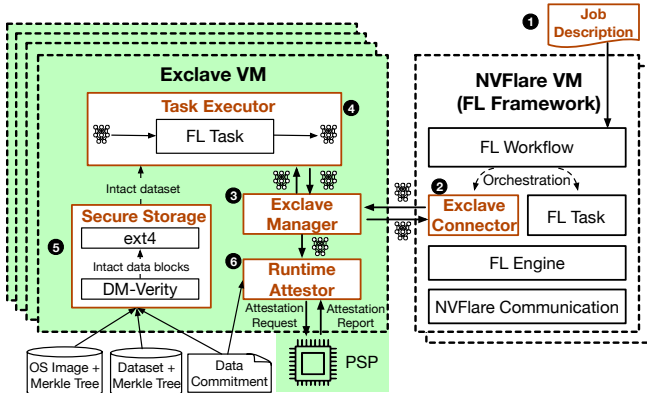 1
Job
Description
Exclave VM
NVFlare VM
(FL Framework)
Task Executor
4
FL Task
FL Workflow
Orchestration
Intact dataset
2
3
Exclave
Manager
Exclave
Connector
FL Task
Secure Storage
5
ext4
Intact data blocks
DM-Verity
6
Runtime
Attestor
FL Engine
NVFlare Communication
Attestation
Request
Attestation
Report
OS Image +
Merkle Tree
Dataset +
Merkle Tree
Data
Commitment
PSP